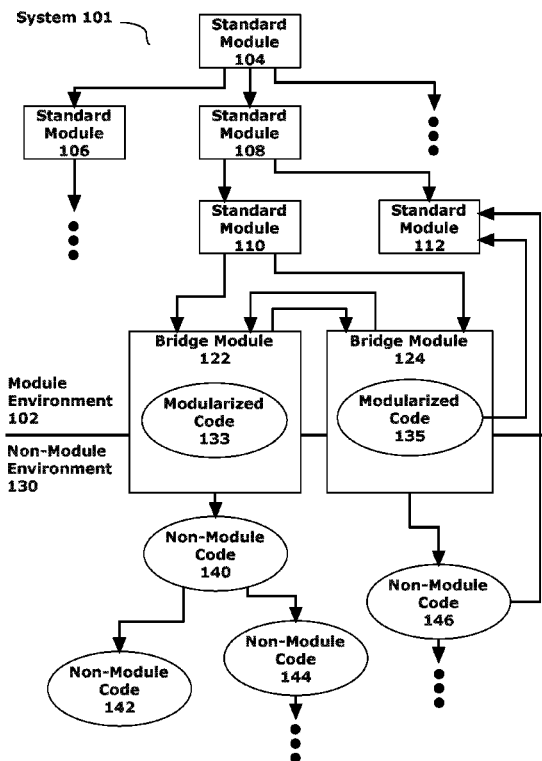 System 101
Standard
Module
104
Standard
Module
106
Standard
Module
108
Standard
Module
110
Standard
Module
112
Bridge Module
122
Bridge Module
124
Modularized
Code
133
Modularized
Code
135
Module
Environment 102
Non-Module
Environment
130
Non-Module
Code
140
Non-Module
Code
146
Non-Module
Code
142
Non-Module
Code
144